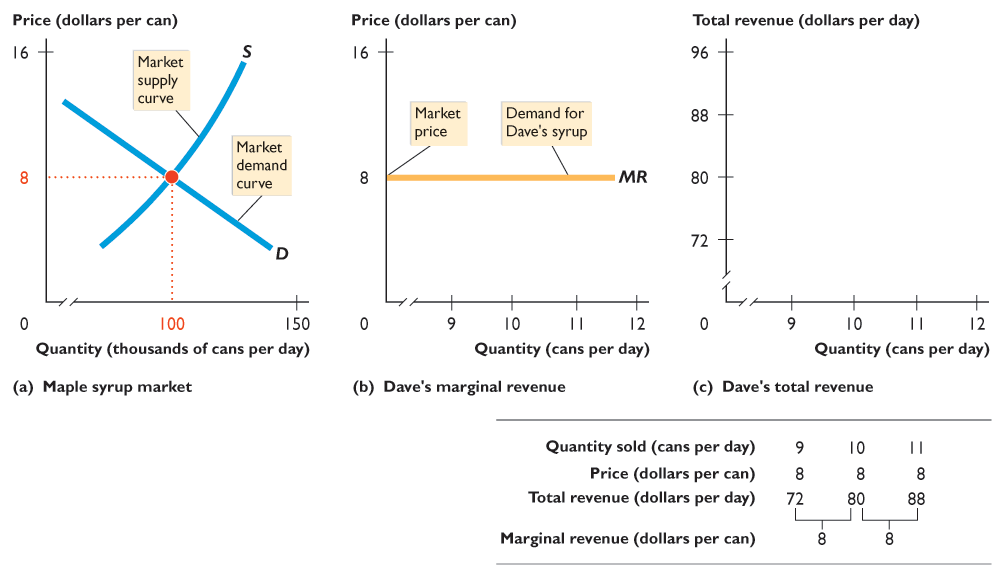 Price (dollars per can)
16
8
0
S
Market
supply
curve
Market
demand
curve
D
100
150
Quantity (thousands of cans per day)
(a) Maple syrup market
Price (dollars per can)
16
8
0
Market
price
Demand for
Dave's syrup
MR
9 10 11 12
Quantity (cans per day)
(b) Dave's marginal revenue
Total revenue (dollars per day)
96
88
80
72
0
9 10 11 12
Quantity (cans per day)
(c) Dave's total revenue
Quantity sold (cans per day) 9 10 11
Price (dollars per can) 8 8 8
Total revenue (dollars per day) 72 80 88
Marginal revenue (dollars per can) 8 8